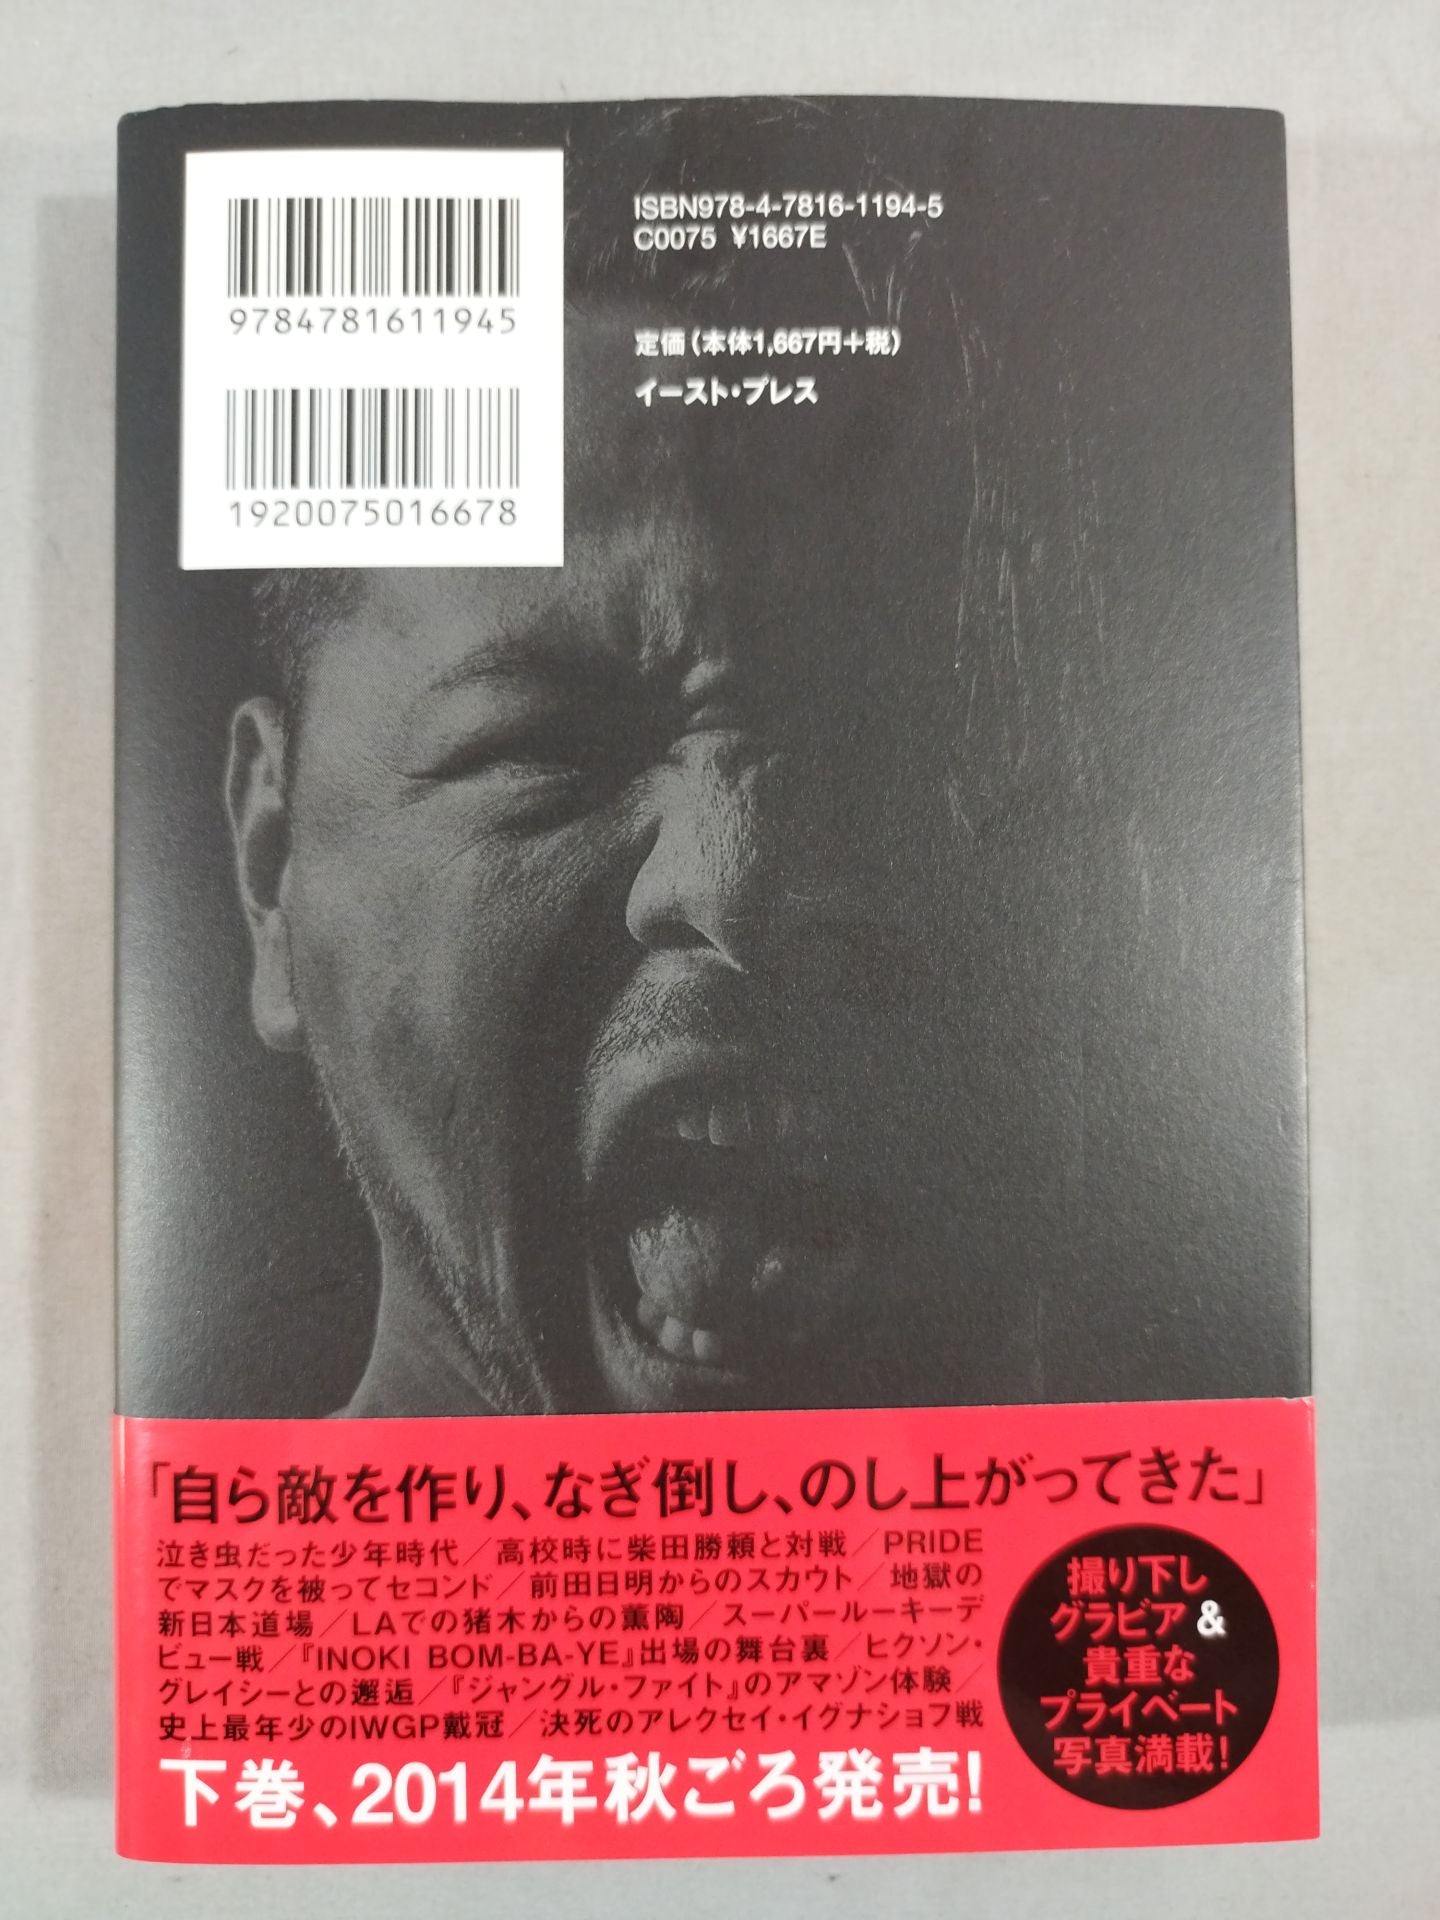 ISBN978-4-7816-1194-5
C0075 ¥1667E
9784781611945
定価(本体1,667円+税)
イースト・プレス
1920075016678
「自ら敵を作り、なぎ倒し、のし上がってきた」
泣き虫だった少年時代/高校時に柴田勝頼と対戦/PRIDE
でマスクを被ってセコンド/前田日明からのスカウト/地獄の
新日本道場/LAでの猪木からの薫陶/スーパールーキーデ
ビュー戦/『INOKI BOM-BA-YE』出場の舞台裏/ヒクソン・
グレイシーとの邂逅/『ジャングル・ファイト』のアマゾン体験/
史上最年少のIWGP戴冠/決死のアレクセイ・イグナショフ戦
下巻、2014年秋ごろ発売!
撮り下し
グラビア&
貴重な
プライベート
写真満載!